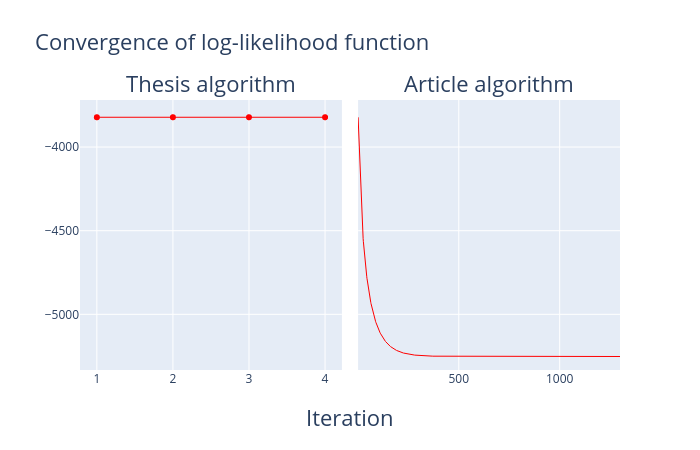 Convergence of log-likelihood function
Thesis algorithm
Article algorithm
−4000
−4500
−5000
1 2 3 4
500 1000
Iteration